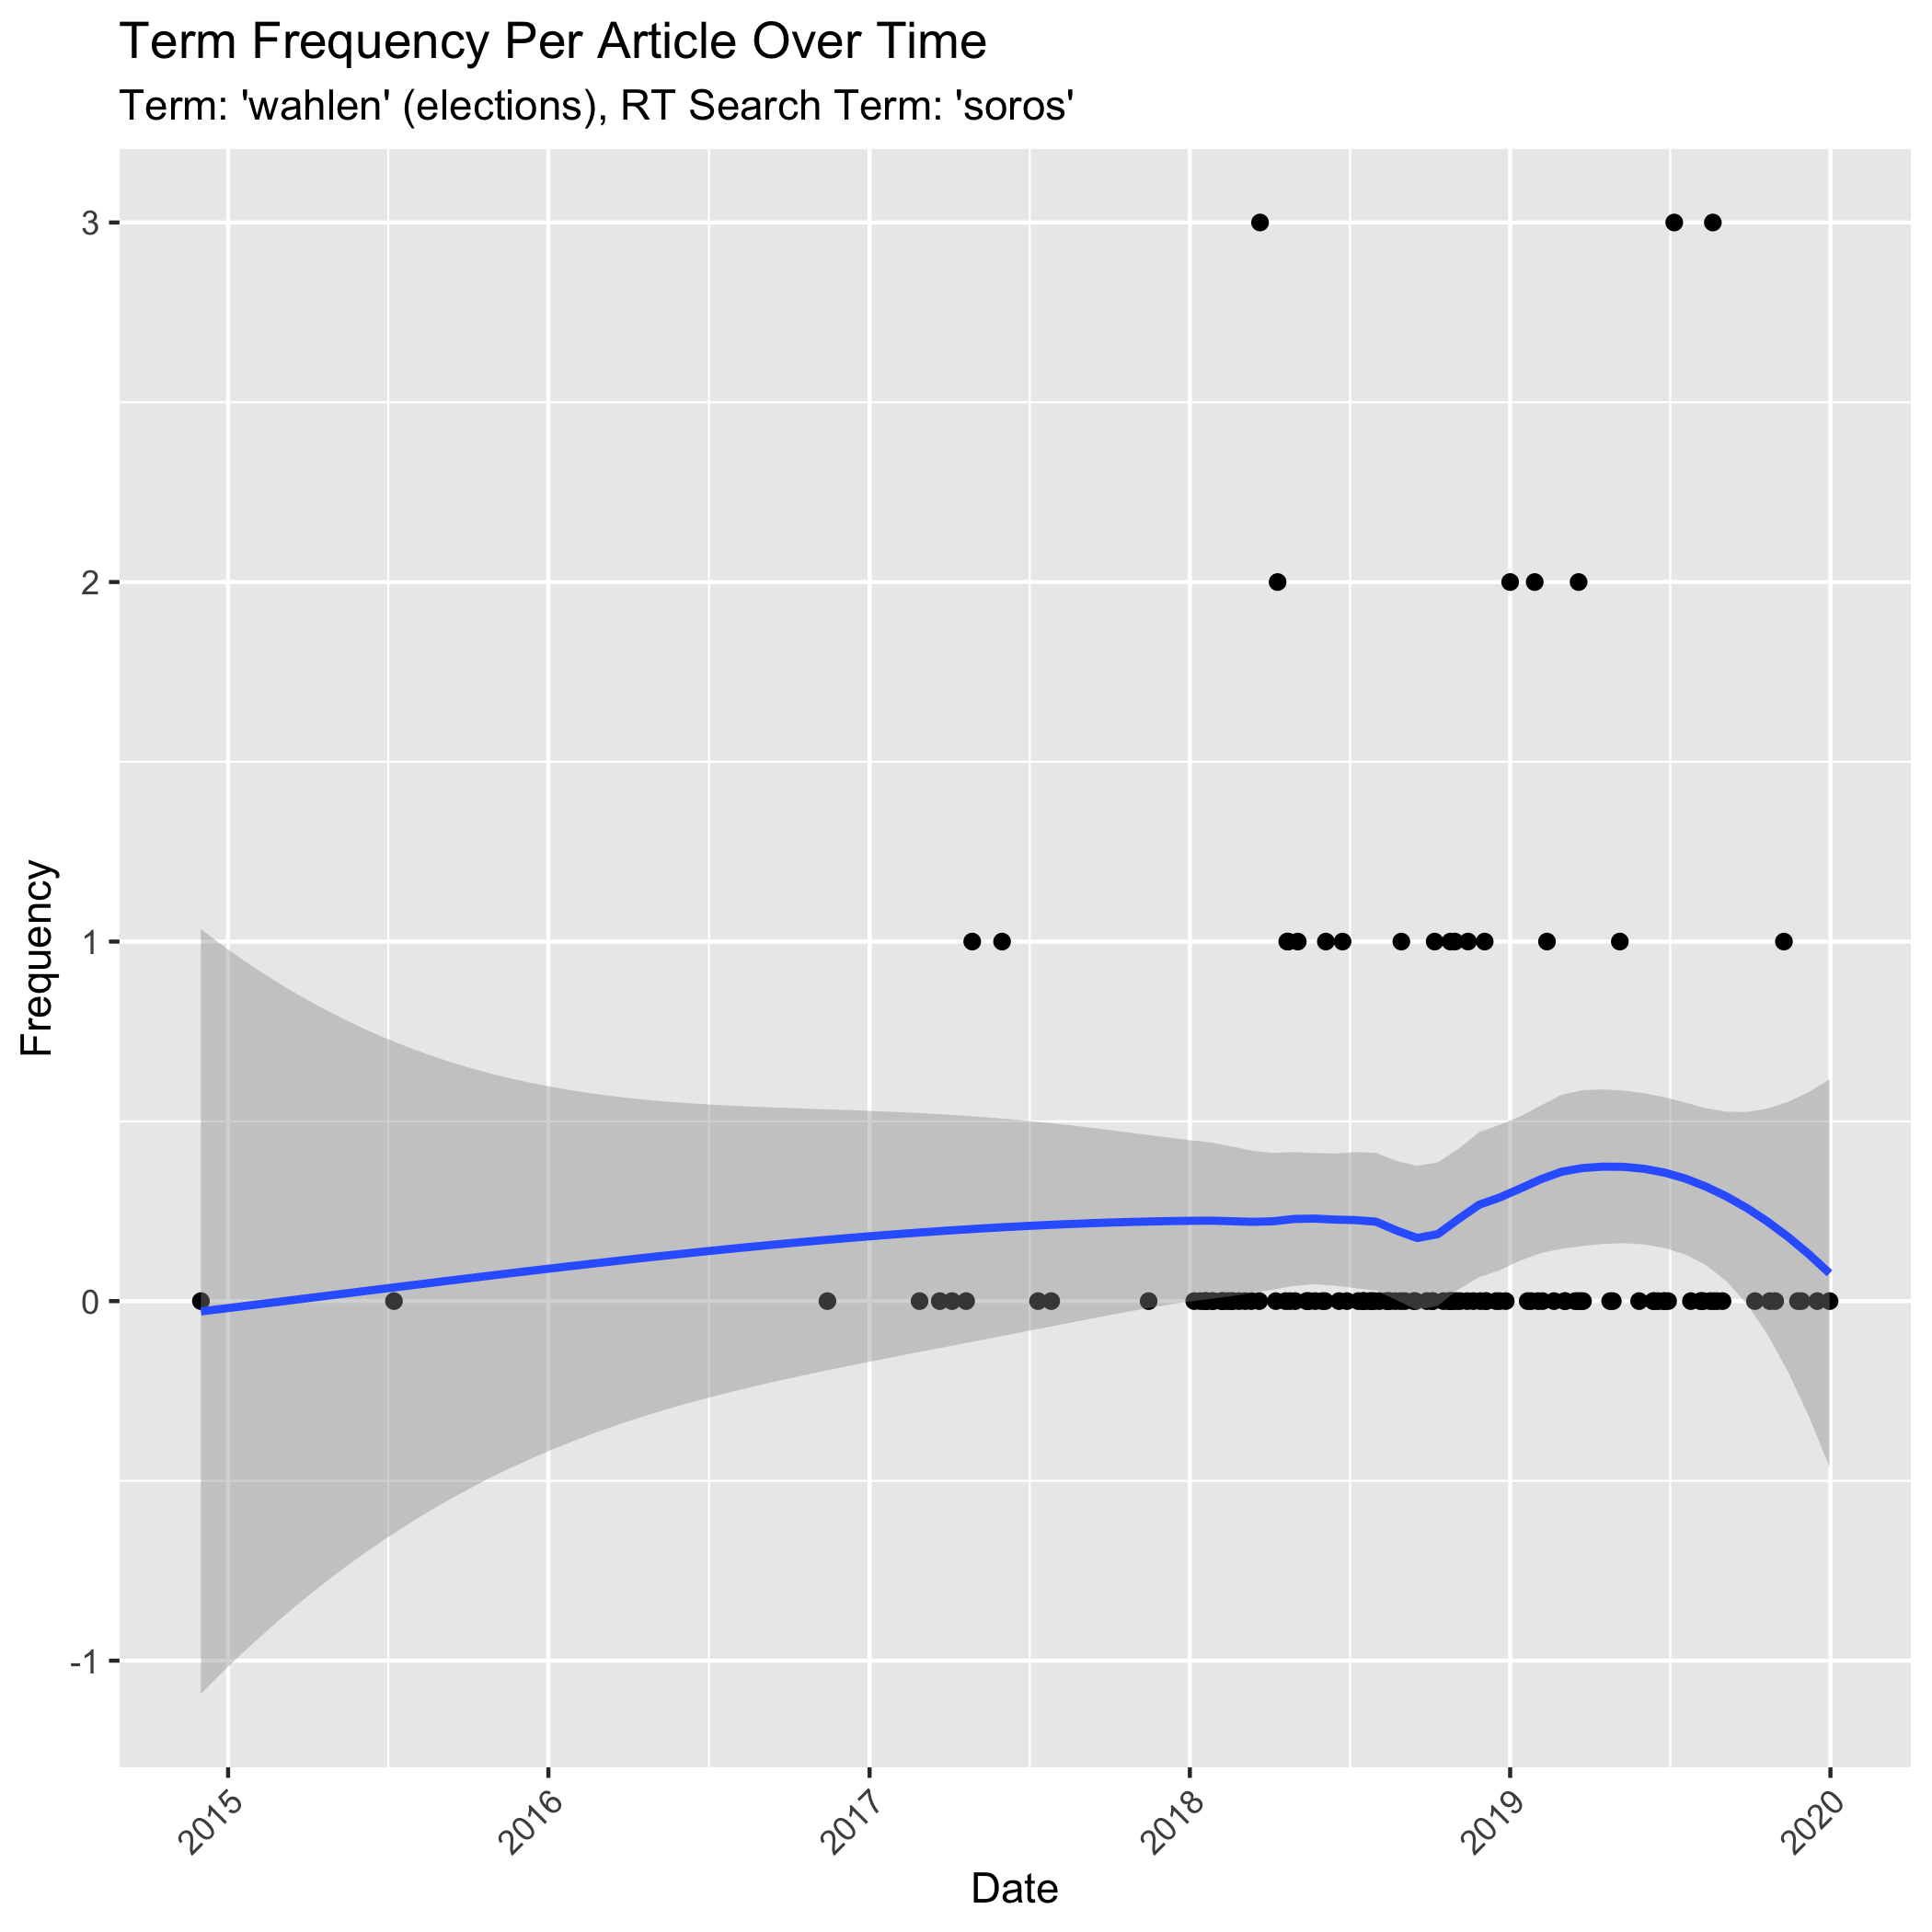 Term Frequency Per Article Over Time
Term: 'wahlen' (elections), RT Search Term: 'soros'
Frequency
3
2
1
0
-1
2015
2016
2017
2018
2019
2020
Date